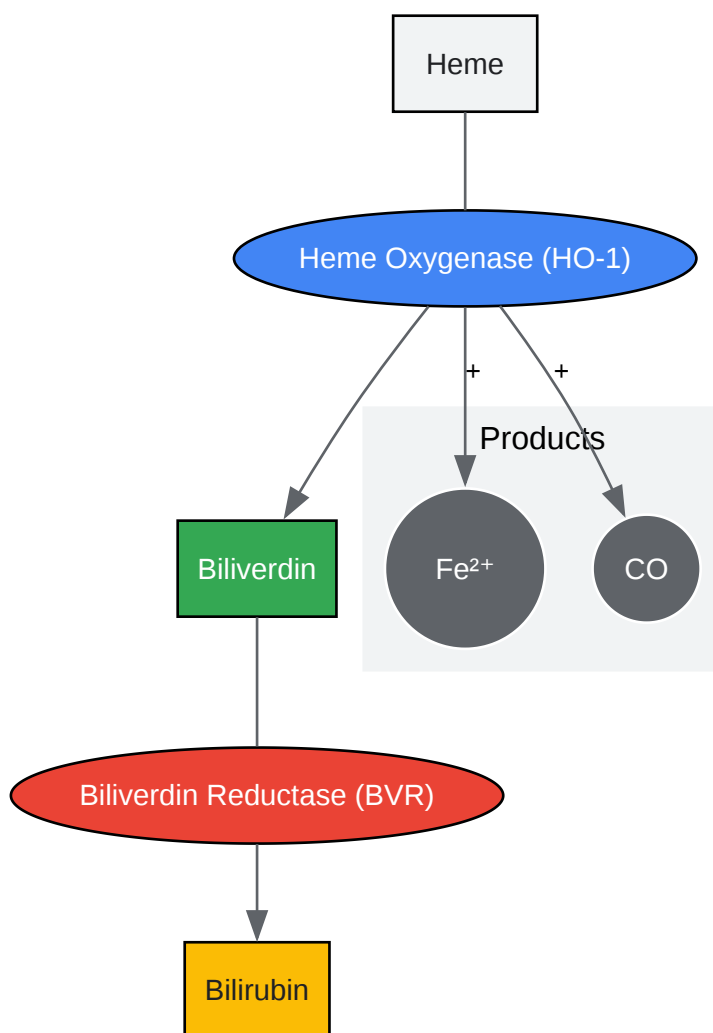 Heme
Heme Oxygenase (HO-1)
+
+
Products
Biliverdin
Fe²⁺
CO
Biliverdin Reductase (BVR)
Bilirubin